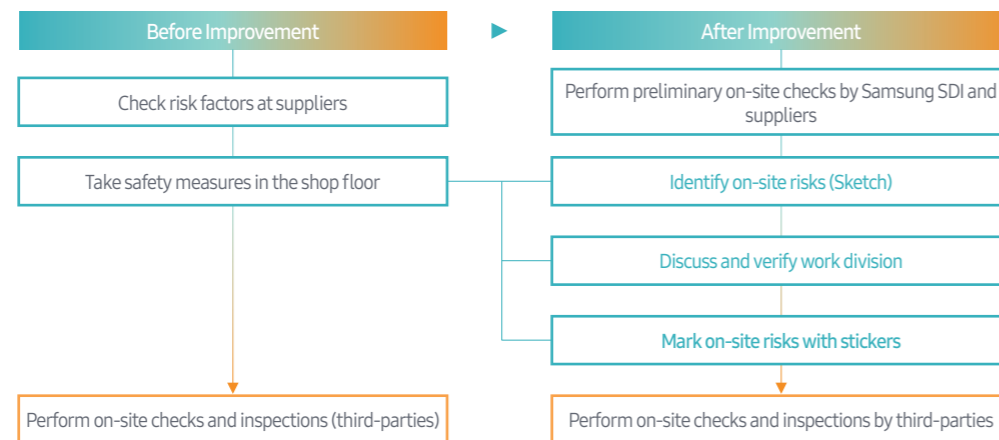 Before Improvement
Check risk factors at suppliers
Take safety measures in the shop floor
Perform on-site checks and inspections (third-parties)
After Improvement
Perform preliminary on-site checks by Samsung SDI and
suppliers
Identify on-site risks (Sketch)
Discuss and verify work division
Mark on-site risks with stickers
Perform on-site checks and inspections by third-parties